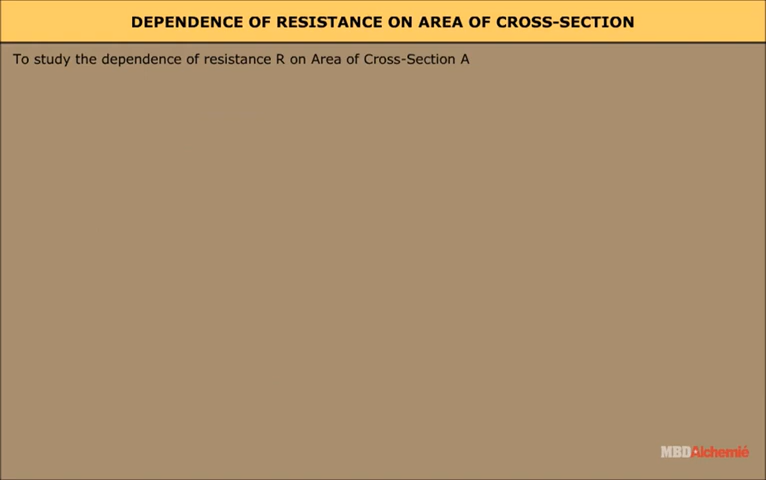 DEPENDENCE OF RESISTANCE ON AREA OF CROSS-SECTION
To study the dependence of resistance R on Area of Cross-Section A
MBDAlchemié